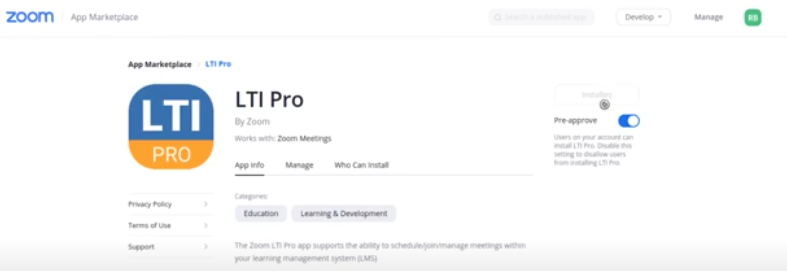 zoom App Marketplace Search a published app Develop Manage RB
App Marketplace LTI Pro
LTI
PRO
LTI Pro
By Zoom
Works with: Zoom Meetings
App Info Manage Who Can Install
Categories:
Education Learning & Development
The Zoom LTI Pro app supports the ability to schedule/join/manage meetings within
your learning management system (LMS)
Privacy Policy
Terms of Use
Support
Pre-approve
Users on your account can
install LTI Pro. Disable this
setting to disallow users
from installing LTI Pro.